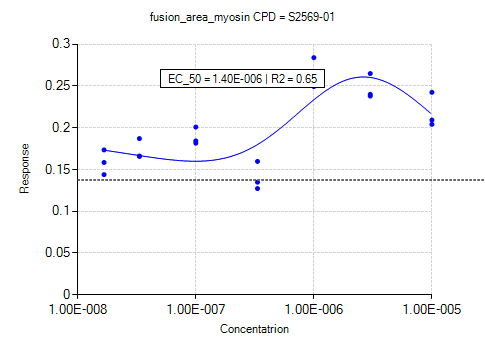 fusion_area_myosin CPD = S2569-01
0.3
EC_50 = 1.40E-006 | R2 = 0.65
0.25
0.2
0.15
0.1
0.05
0
Response
1.00E-008 1.00E-007 1.00E-006 1.00E-005
Concentatrion